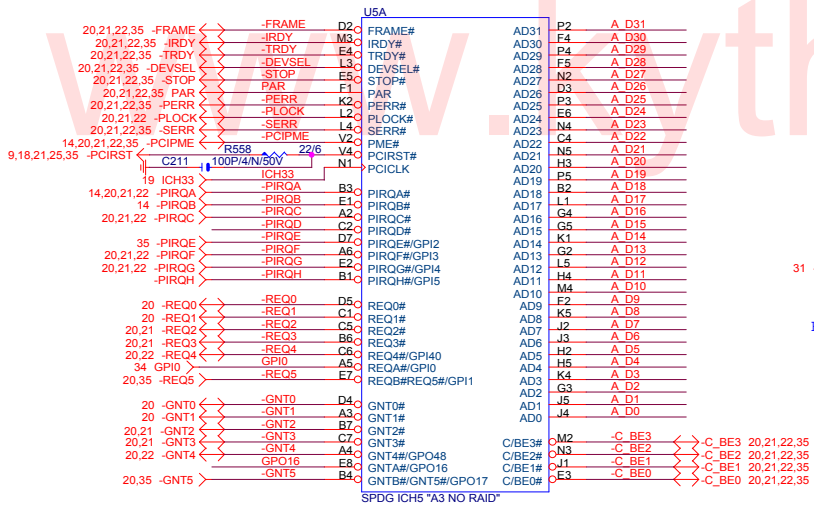 www.kyth
U5A
20,21,22,35 -FRAME -FRAME D2 FRAME# AD31 P2 A_D31
20,21,22,35 -IRDY -IRDY M3 IRDY# AD30 F4 A_D30
20,21,22,35 -TRDY -TRDY E4 TRDY# AD29 P4 A_D29
20,21,22,35 -DEVSEL -DEVSEL L3 DEVSEL# AD28 F5 A_D28
20,21,22,35 -STOP -STOP E5 STOP# AD27 N2 A_D27
20,21,22,35 PAR PAR F1 PAR AD26 D3 A_D26
20,21,22,35 -PERR -PERR K2 PERR# AD25 P3 A_D25
20,21,22 -PLOCK -PLOCK L2 PLOCK# AD24 E6 A_D24
20,21,22,35 -SERR -SERR L4 SERR# AD23 N4 A_D23
14,20,21,22,35 -PCIPME -PCIPME V2 PME# AD22 C4 A_D22
9,18,21,25,35 -PCIRST R558 22/6 V4 PCIRST# AD21 N5 A_D21
C211 100P/4/N/50V N1 PCICLK AD20 H3 A_D20
19 ICH33 ICH33 AD19 P5 A_D19
14,20,21,22 -PIRQA -PIRQA B3 PIRQA# AD18 B2 A_D18
14 -PIRQB -PIRQB E1 PIRQB# AD17 L1 A_D17
20,21,22 -PIRQC -PIRQC A2 PIRQC# AD16 G4 A_D16
-PIRQD C2 PIRQD# AD15 G5 A_D15
35 -PIRQE -PIRQE D7 PIRQE#/GPI2 AD14 K1 A_D14
20,21,22 -PIRQF -PIRQF A6 PIRQF#/GPI3 AD13 G2 A_D13
20,21,22 -PIRQG -PIRQG E2 PIRQG#/GPI4 AD12 L5 A_D12
-PIRQH -PIRQH B1 PIRQH#/GPI5 AD11 H4 A_D11
31
AD10 M4 A_D10
20 -REQ0 -REQ0 D5 REQ0# AD9 F2 A_D9
20 -REQ1 -REQ1 C1 REQ1# AD8 K5 A_D8
20,21 -REQ2 -REQ2 C5 REQ2# AD7 J2 A_D7
20,21 -REQ3 -REQ3 B6 REQ3# AD6 J3 A_D6
20,22 -REQ4 -REQ4 C6 REQ4#/GPI40 AD5 H2 A_D5
34 GPI0 GPI0 A5 REQA#/GPI0 AD4 H5 A_D4
20,35 -REQ5 -REQ5 E7 REQB#REQ5#/GPI1 AD3 K4 A_D3
AD2 G3 A_D2
20 -GNT0 -GNT0 D4 GNT0# AD1 J5 A_D1
20 -GNT1 -GNT1 A3 GNT1# AD0 J4 A_D0
20,21 -GNT2 -GNT2 B7 GNT2#
20,21 -GNT3 -GNT3 C7 GNT3# C/BE3# M2 -C_BE3 -C_BE3 20,21,22,35
20,22 -GNT4 -GNT4 A4 GNT4#/GPO48 C/BE2# N3 -C_BE2 -C_BE2 20,21,22,35
GPO16 E8 GNTA#/GPO16 C/BE1# J1 -C_BE1 -C_BE1 20,21,22,35
20,35 -GNT5 -GNT5 B4 GNTB#/GNT5#/GPO17 C/BE0# E3 -C_BE0 -C_BE0 20,21,22,35
SPDG ICH5 "A3 NO RAID"